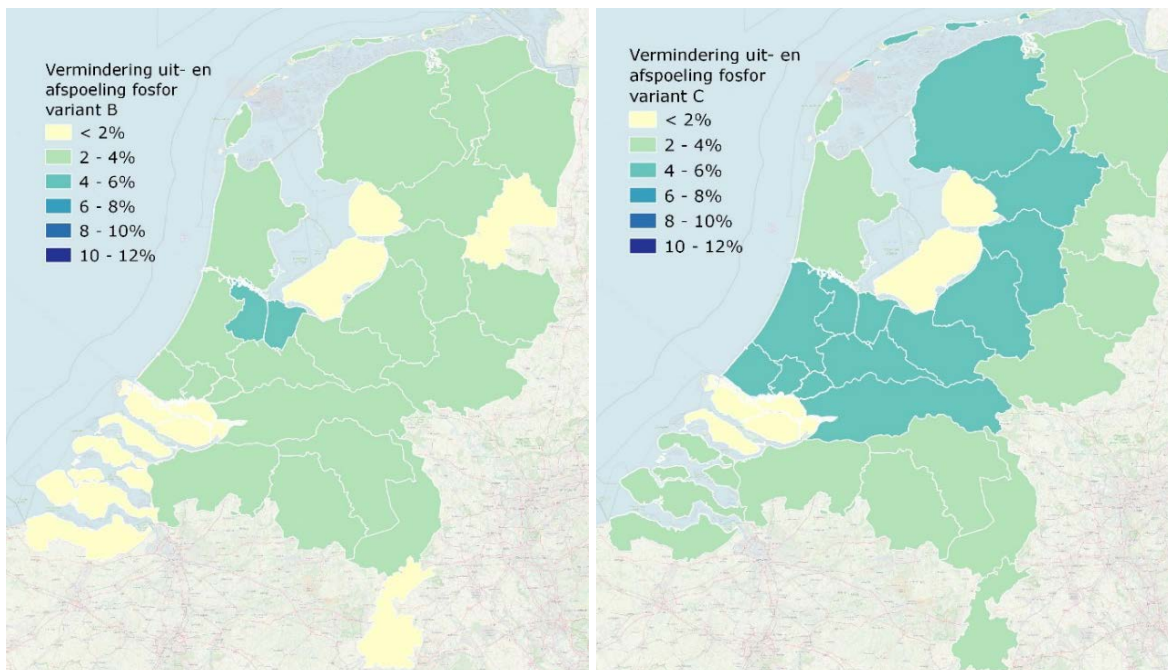 Vermindering uit- en
afspoeling fosfor
variant B
< 2%
2 - 4%
4 - 6%
6 - 8%
8 - 10%
10 - 12%
Vermindering uit- en
afspoeling fosfor
variant C
< 2%
2 - 4%
4 - 6%
6 - 8%
8 - 10%
10 - 12%